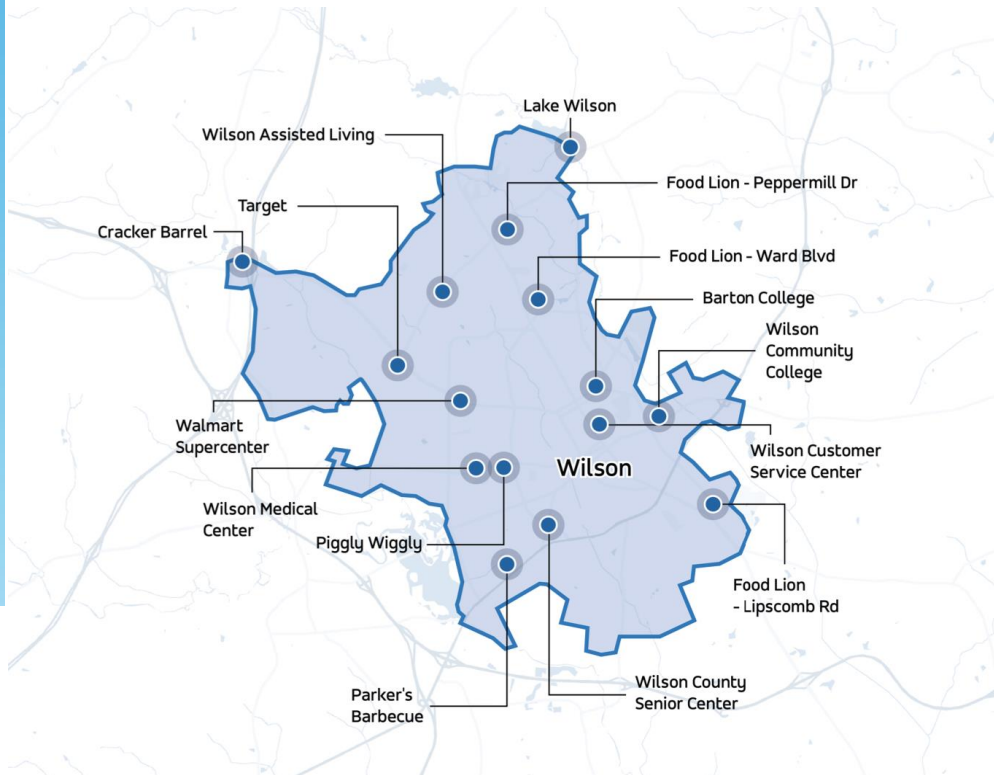 Lake Wilson
Wilson Assisted Living
Food Lion - Peppermill Dr
Target
Cracker Barrel
Food Lion - Ward Blvd
Barton College
Wilson
Community
College
Walmart
Supercenter
Wilson Customer
Service Center
Wilson
Wilson Medical
Center
Piggly Wiggly
Food Lion
- Lipscomb Rd
Wilson County
Senior Center
Parker's
Barbecue